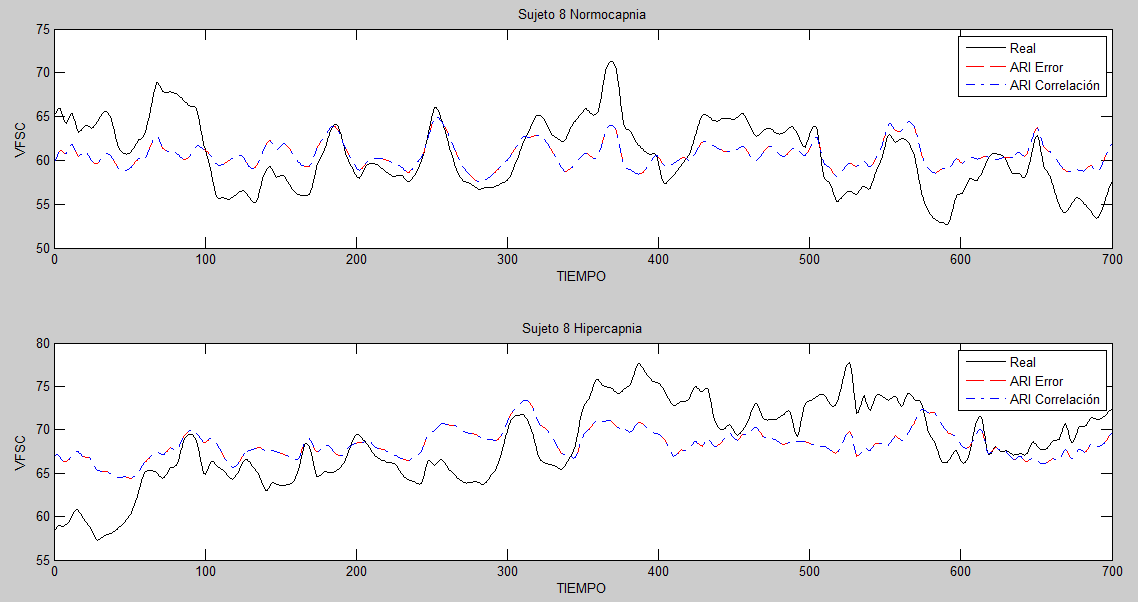 Sujeto 8 Normocapnia
75
70
65
60
55
50
VFSC
0 100 200 300 400 500 600 700
TIEMPO
Real
ARI Error
ARI Correlación
Sujeto 8 Hipercapnia
80
75
70
65
60
55
VFSC
0 100 200 300 400 500 600 700
TIEMPO
Real
ARI Error
ARI Correlación